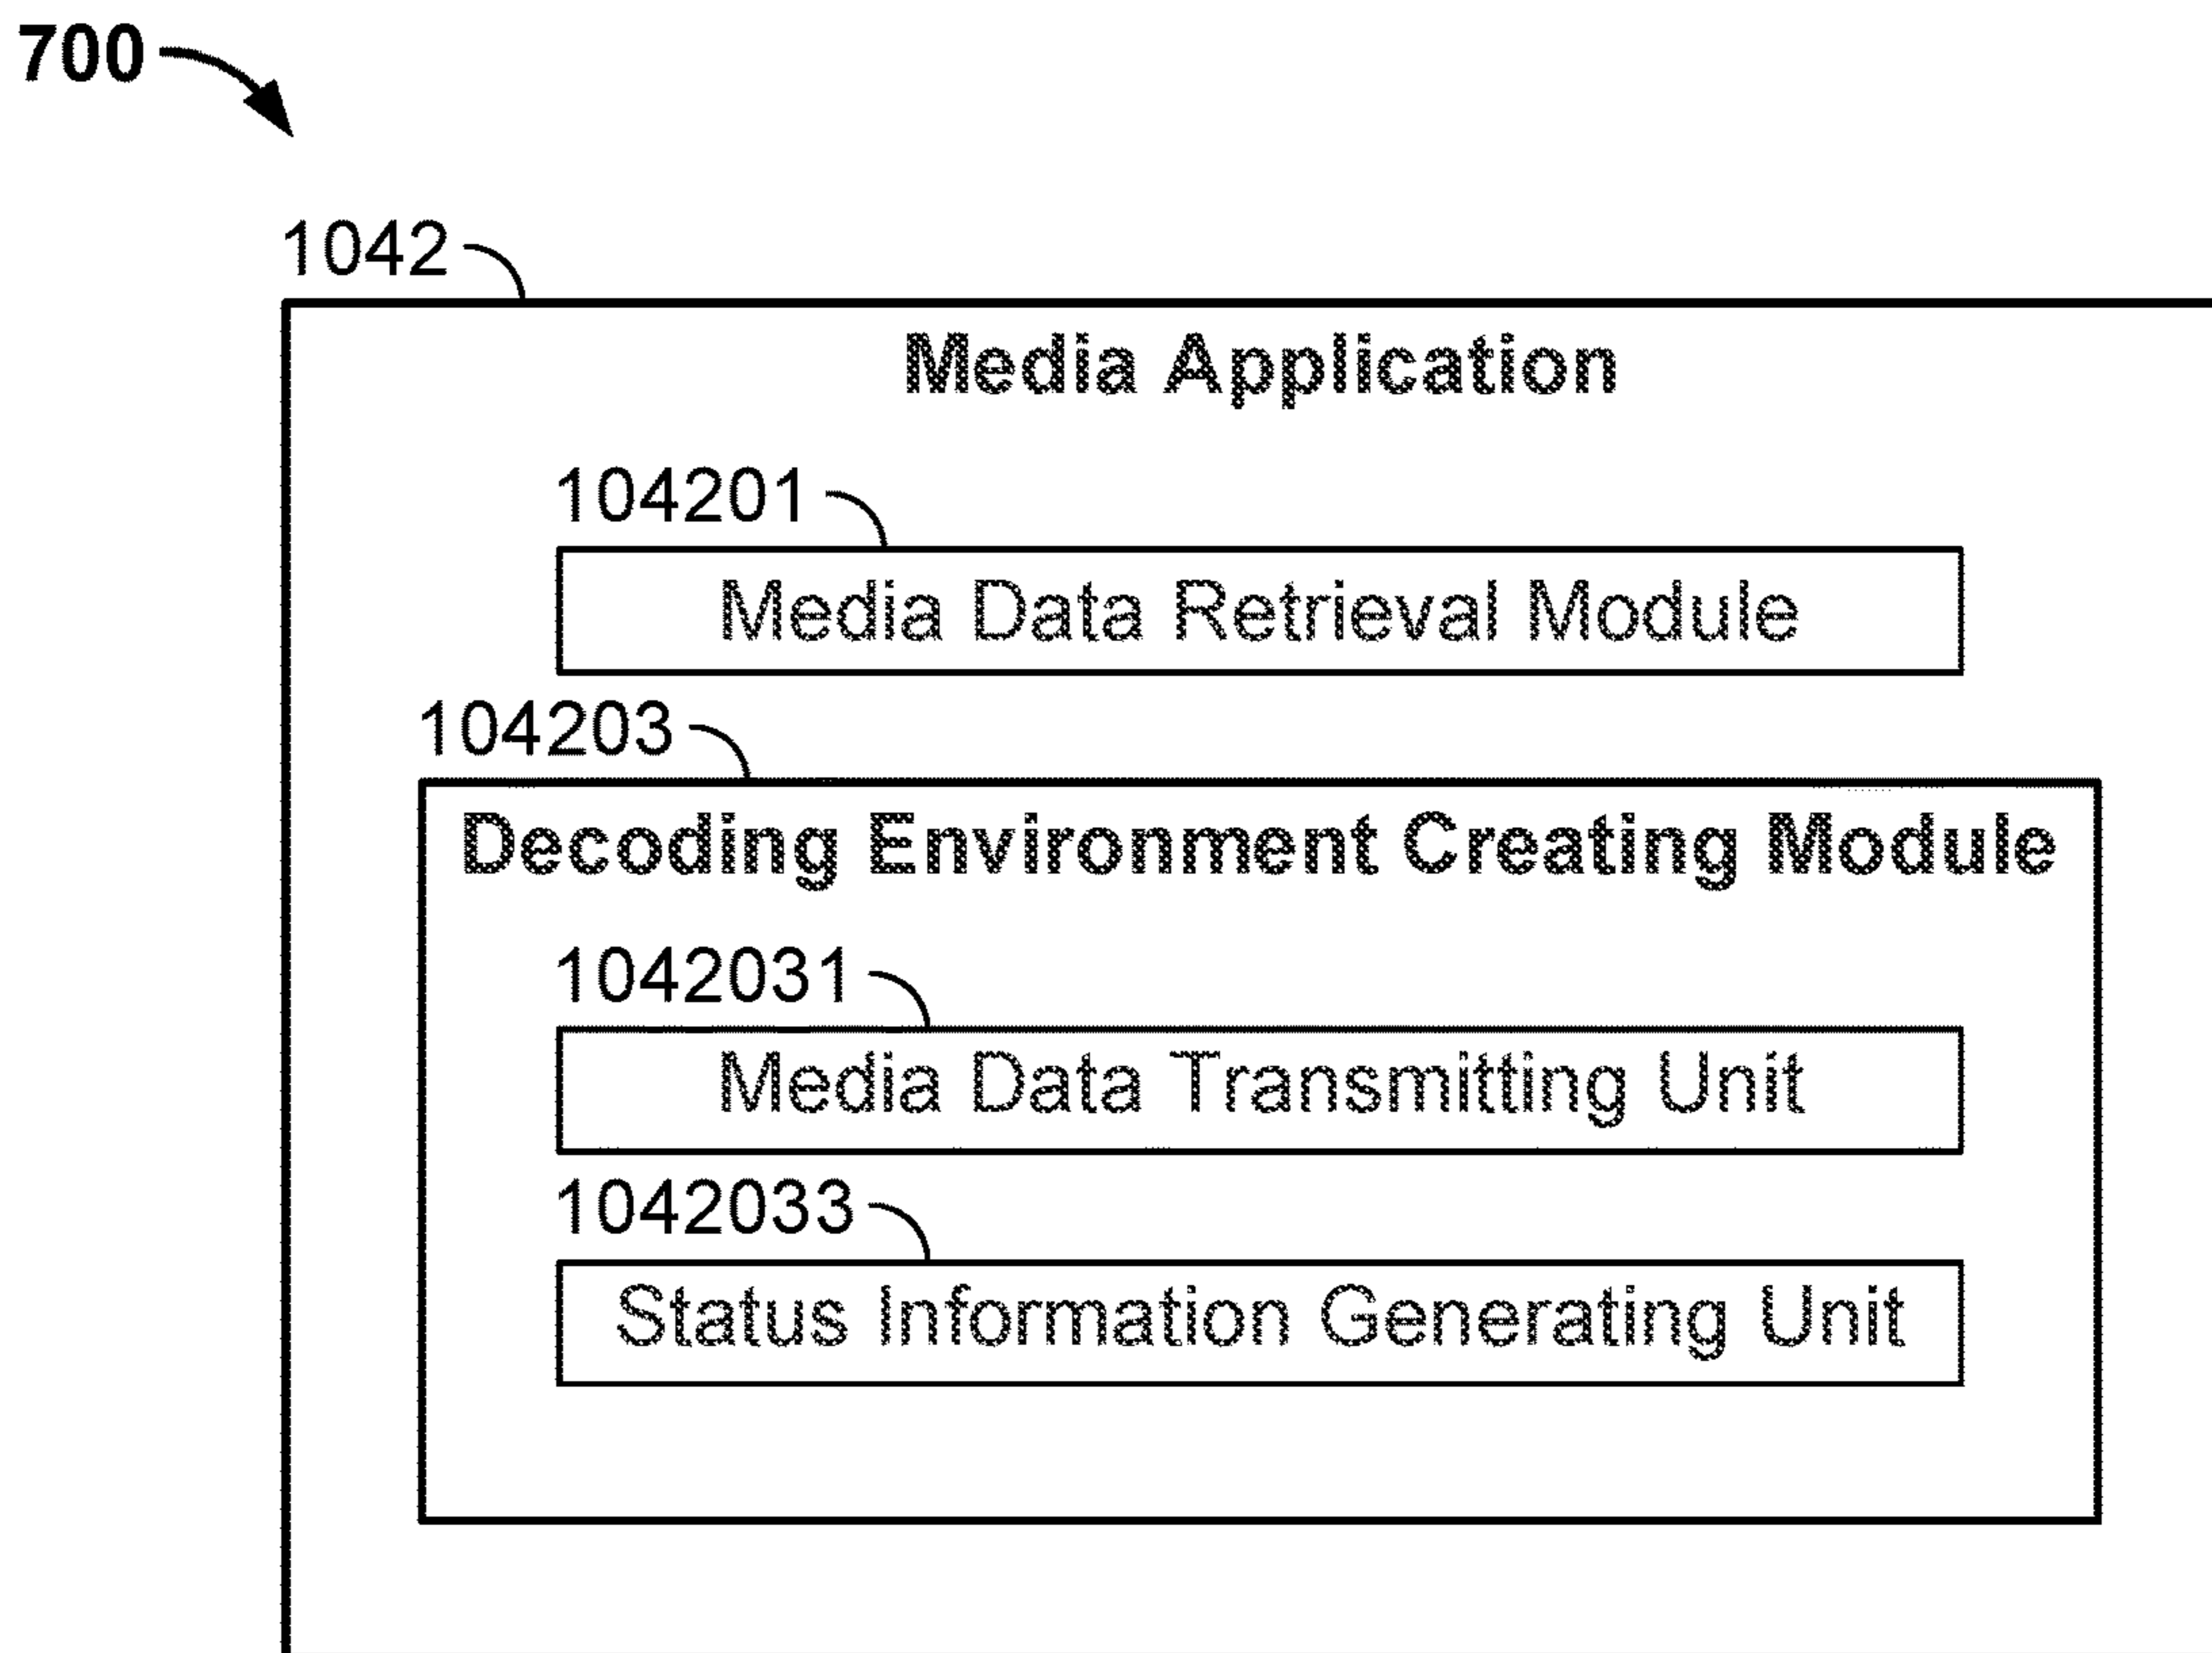 700
1042
Media Application
104201
Media Data Retrieval Module
104203
Decoding Environment Creating Module
1042031
Media Data Transmitting Unit
1042033
Status Information Generating Unit